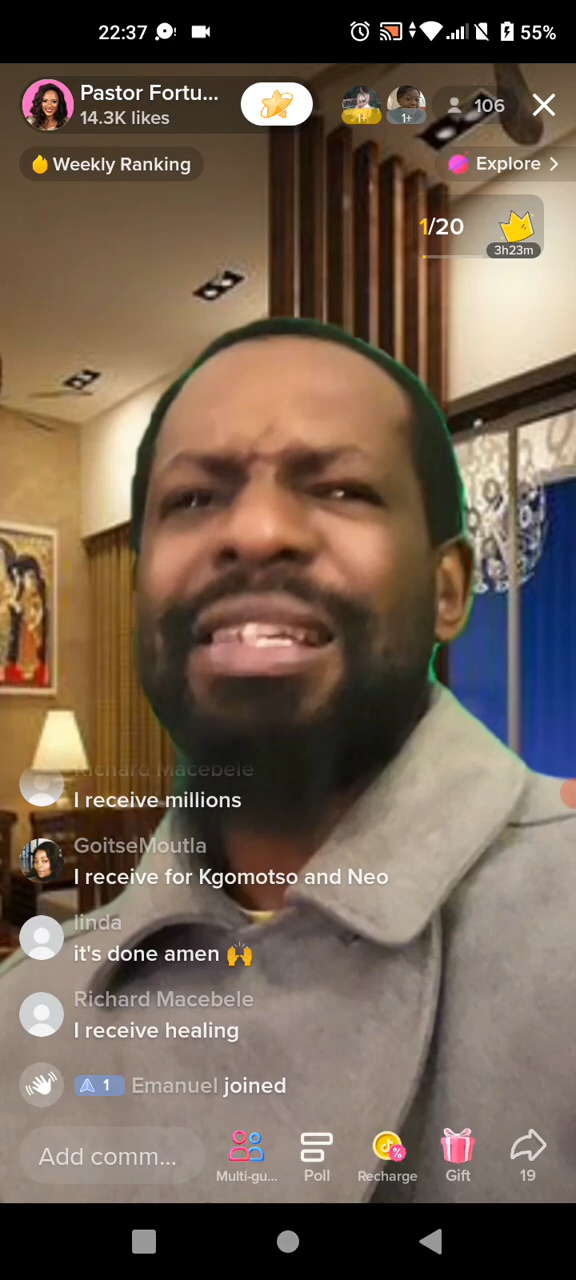 22:37
55%
Pastor Fortu...
14.3K likes
1+
1+
106
Weekly Ranking
Explore
1/20
3h23m
Richard Macebele
I receive millions
GoitseMoutla
I receive for Kgomotso and Neo
linda
it's done amen 🙌
Richard Macebele
I receive healing
1 Emanuel joined
Add comm...
Multi-gu...
Poll
Recharge
Gift
19